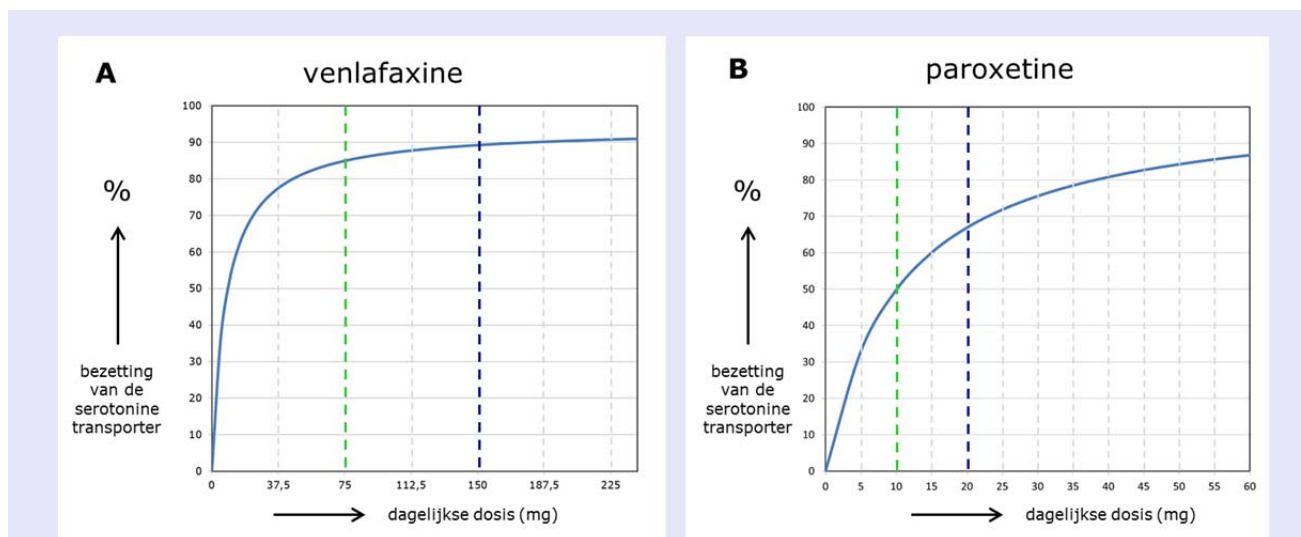 A
venlafaxine
100
90
80
70
60
50
40
30
20
10
0
%
bezetting
van de
serotonine
transporter
0 37,5 75 112,5 150 187,5 225
dagelijkse dosis (mg)
B
paroxetine
100
90
80
70
60
50
40
30
20
10
0
%
bezetting
van de
serotonine
transporter
0 5 10 15 20 25 30 35 40 45 50 55 60
dagelijkse dosis (mg)